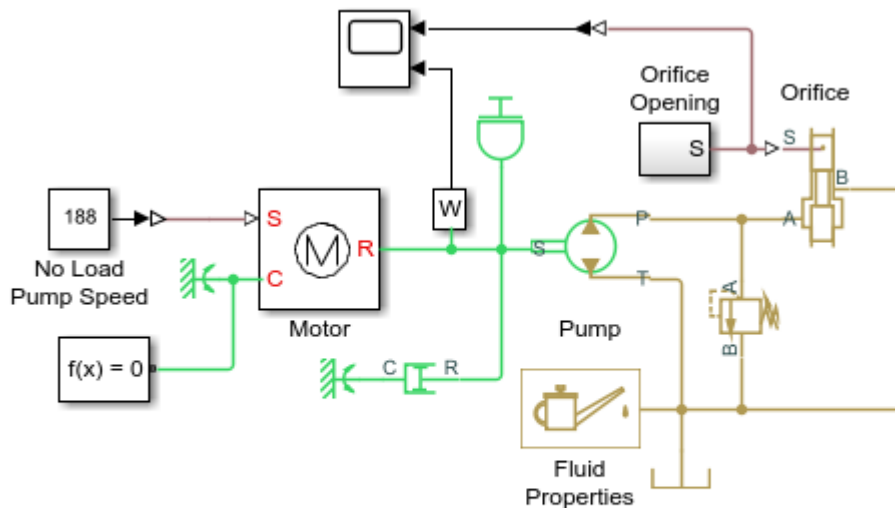 Orifice
Opening
Orifice
S
S
B
A
188
S
W
R
C
No Load
Pump Speed
Motor
S
P
T
Pump
A
B
f(x) = 0
C
R
Fluid
Properties
M